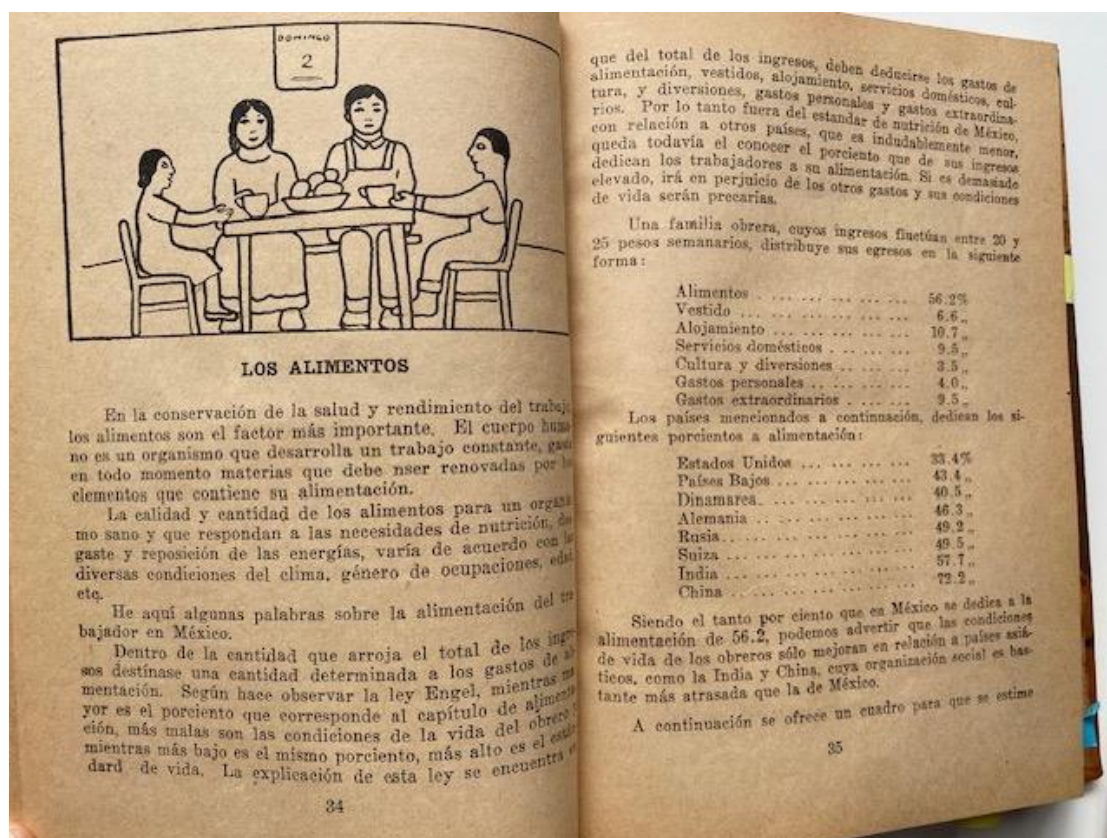 DOMINGO
2
LOS ALIMENTOS
En la conservación de la salud y rendimiento del trabajo,
los alimentos son el factor más importante. El cuerpo huma-
no es un organismo que desarrolla un trabajo constante,
en todo momento materias que debe nser renovadas por los
elementos que contiene su alimentación.
La calidad y cantidad de los alimentos para un organis-
mo sano y que respondan a las necesidades de nutrición, des-
gaste y reposición de las energías, varía de acuerdo con las
diversas condiciones del clima, género de ocupaciones, edad,
etc.
He aquí algunas palabras sobre la alimentación del tra-
bajador en México.
Dentro de la cantidad que arroja el total de los ingre-
sos destínase una cantidad determinada a los gastos de ali-
mentación. Según hace observar la ley Engel, mientras ma-
yor es el porciento que corresponde al capítulo de alimenta-
ción, más malas son las condiciones de la vida del obrero y
mientras más bajo es el mismo porciento, más alto es el están-
dard de vida. La explicación de esta ley se encuentra en
34
que del total de los ingresos, deben deducirse los gastos de
alimentación, vestidos, alojamiento, servicios domésticos, cul-
tura, y diversiones, gastos personales y gastos extraordina-
rios. Por lo tanto fuera del estandar de nutrición de México,
con relación a otros países, que es indudablemente menor,
queda todavía el conocer el porciento que de sus ingresos
dedican los trabajadores a su alimentación. Si es demasiado
elevado, irá en perjuicio de los otros gastos y sus condiciones
de vida serán precarias.
Una familia obrera, cuyos ingresos fluctúan entre 20 y
25 pesos semanarios, distribuye sus egresos en la siguiente
forma:
Alimentos . .... ... ... ... ... 56.2%
Vestido ... ... ... ... ... ... 6.6 „
Alojamiento ... ... ... ... ... 10.7 „
Servicios domésticos . ... ... ... 9.5 „
Cultura y diversiones .. ... ... 3.5 „
Gastos personales .. ... ... ... 4.0 „
Gastos extraordinarios . ... ... 9.5 „
Los países mencionados a continuación, dedican los si-
guientes porcientos a alimentación:
Estados Unidos ... ... ... ... 33.4%
Países Bajos ... ... ... ... ... 43.4 „
Dinamarca. ... ... ... ... ... 40.5 „
Alemania .. ... ... ... ... ... 46.3 „
Rusia.. ... ... ... ... ... ... 49.2 „
Suiza ... ... ... ... ... ... ... 49.5 „
India ... ... ... ... ... ... ... 57.7 „
China ... ... ... ... ... ... ... 72.2 „
Siendo el tanto por ciento que en México se dedica a la
alimentación de 56.2, podemos advertir que las condiciones
de vida de los obreros sólo mejoran en relación a países asiá-
ticos, como la India y China, cuya organización social es bas-
tante más atrasada que la de México.
A continuación se ofrece un cuadro para que se estime
35